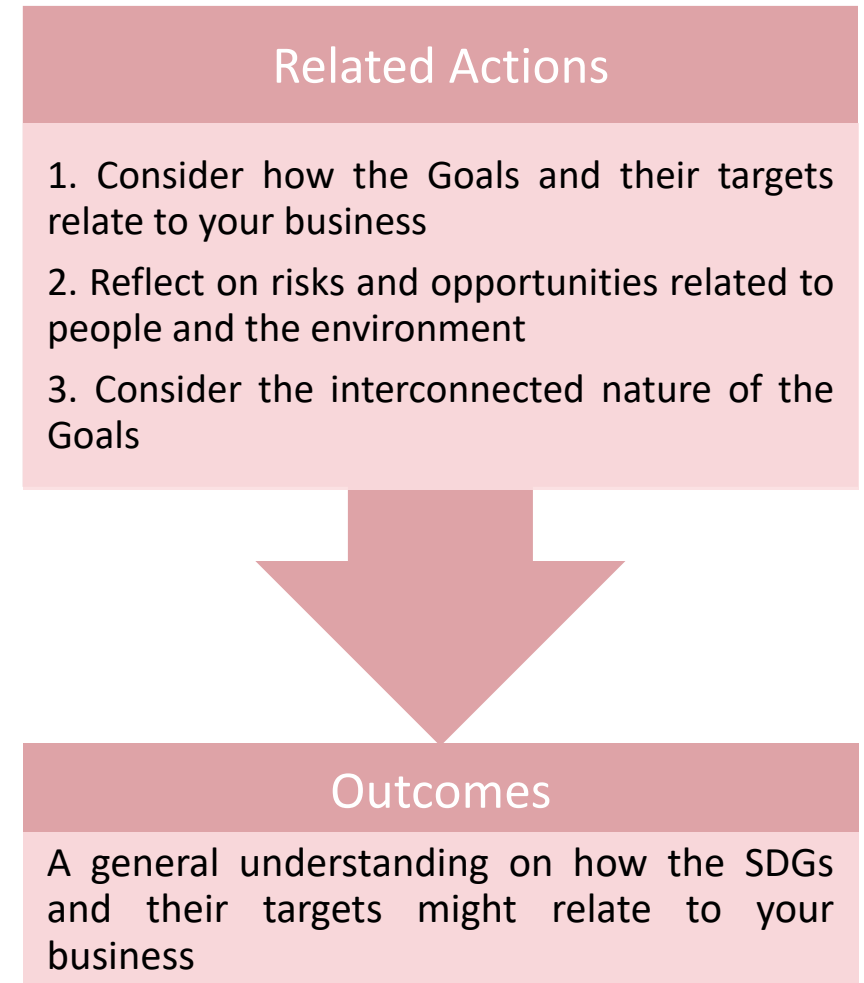 Related Actions
1. Consider how the Goals and their targets
relate to your business
2. Reflect on risks and opportunities related to
people and the environment
3. Consider the interconnected nature of the
Goals
Outcomes
A general understanding on how the SDGs
and their targets might relate to your
business